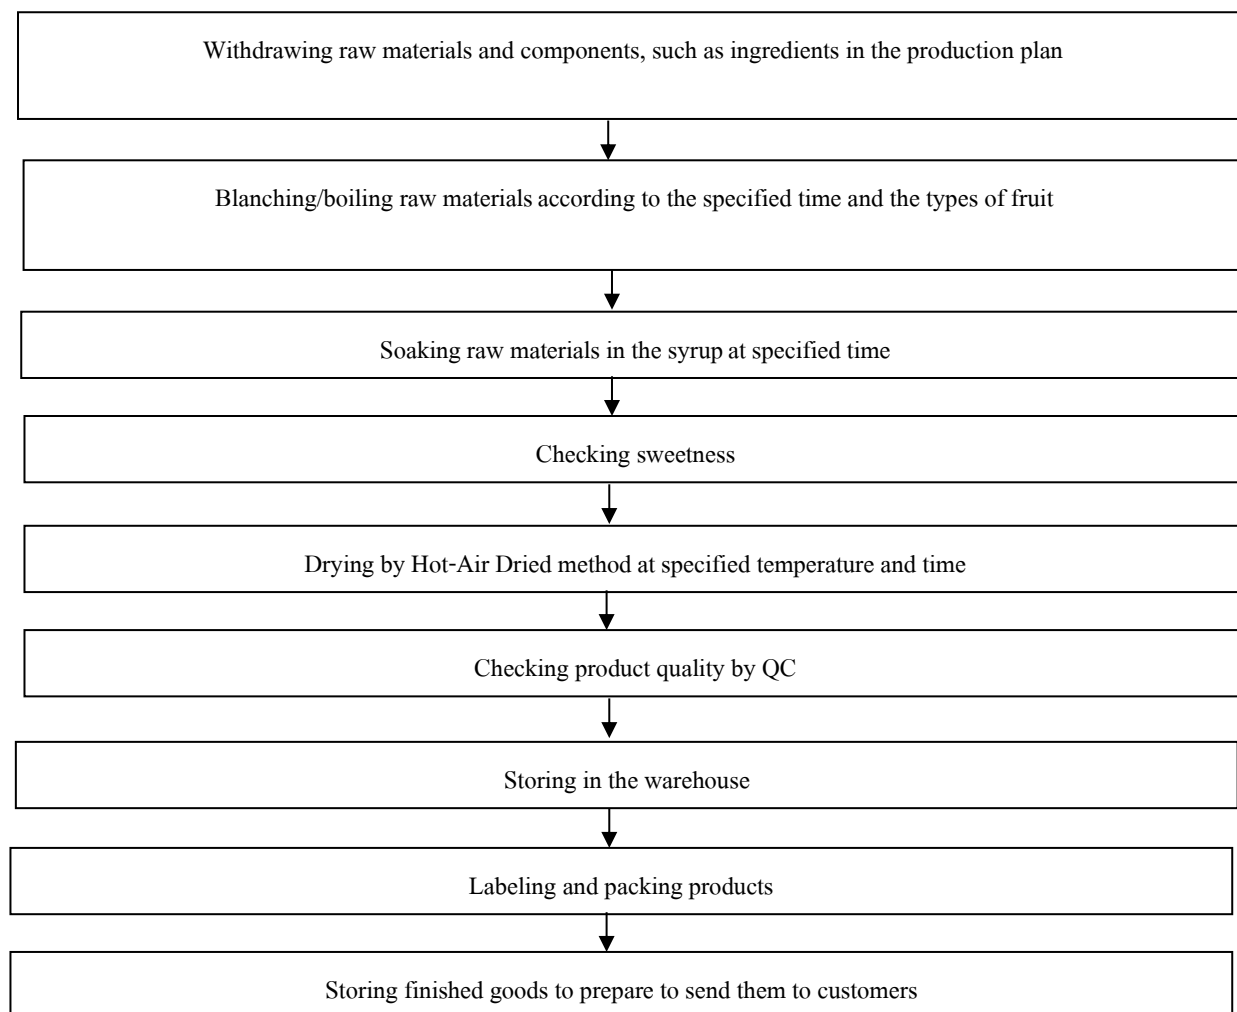 Withdrawing raw materials and components, such as ingredients in the production plan
Blanching/boiling raw materials according to the specified time and the types of fruit
Soaking raw materials in the syrup at specified time
Checking sweetness
Drying by Hot-Air Dried method at specified temperature and time
Checking product quality by QC
Storing in the warehouse
Labeling and packing products
Storing finished goods to prepare to send them to customers